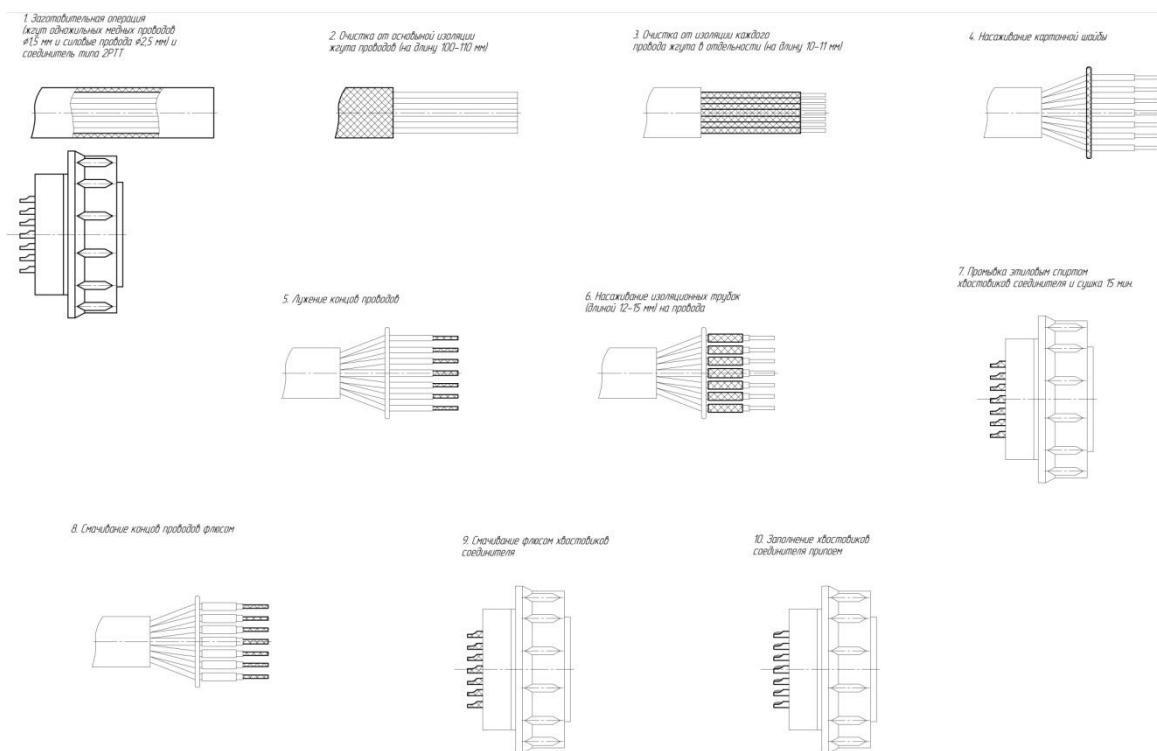 1. Заготовительная операция
(жгут одножильных медных проводов
⌀1,5 мм и силовые провода ⌀2,5 мм) и
соединитель типа 2РТТ
2. Очистка от основной изоляции
жгута проводов (на длину 100-110 мм)
3. Очистка от изоляции каждого
провода жгута в отдельности (на длину 10-11 мм)
4. Насаживание картонной шайбы
5. Лужение концов проводов
6. Насаживание изоляционных трубок
(длиной 12-15 мм) на провода
7. Промывка этиловым спиртом
хвостовиков соединителя и сушка 15 мин.
8. Смачивание концов проводов флюсом
9. Смачивание флюсом хвостовиков
соединителя
10. Заполнение хвостовиков
соединителя припоем